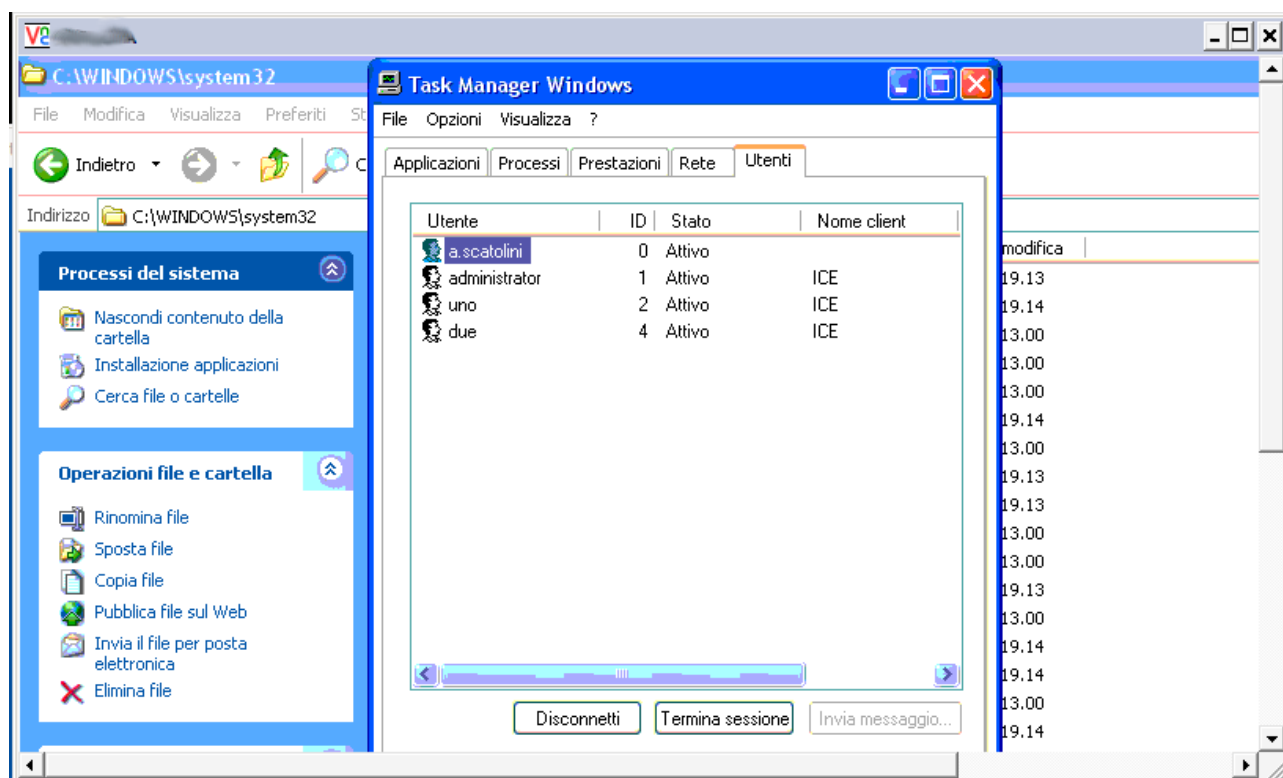 C:\WINDOWS\system32
File Modifica Visualizza Preferiti St
Indietro
C
Indirizzo C:\WINDOWS\system32
Processi del sistema
Nascondi contenuto della
cartella
Installazione applicazioni
Cerca file o cartelle
Operazioni file e cartella
Rinomina file
Sposta file
Copia file
Pubblica file sul Web
Invia il file per posta
elettronica
Elimina file
Task Manager Windows
File Opzioni Visualizza ?
Applicazioni Processi Prestazioni Rete Utenti
Utente ID Stato Nome client
a.scatolini 0 Attivo
administrator 1 Attivo ICE
uno 2 Attivo ICE
due 4 Attivo ICE
Disconnetti Termina sessione Invia messaggio...
modifica
19.13
19.14
13.00
13.00
13.00
19.14
13.00
19.13
19.13
13.00
13.00
19.13
13.00
19.14
19.14
13.00
19.14